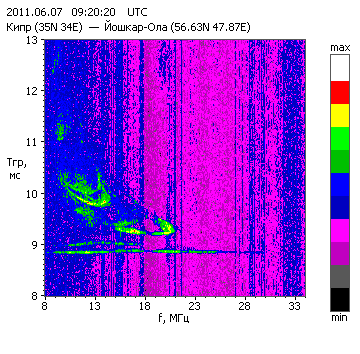 2011.06.07 09:20:20 UTC
Кипр (35N 34E) — Йошкар-Ола (56.63N 47.87E)
13
12
11
10
9
8
Тгр,
мс
8 13 18 23 28 33
f, МГц
max
min